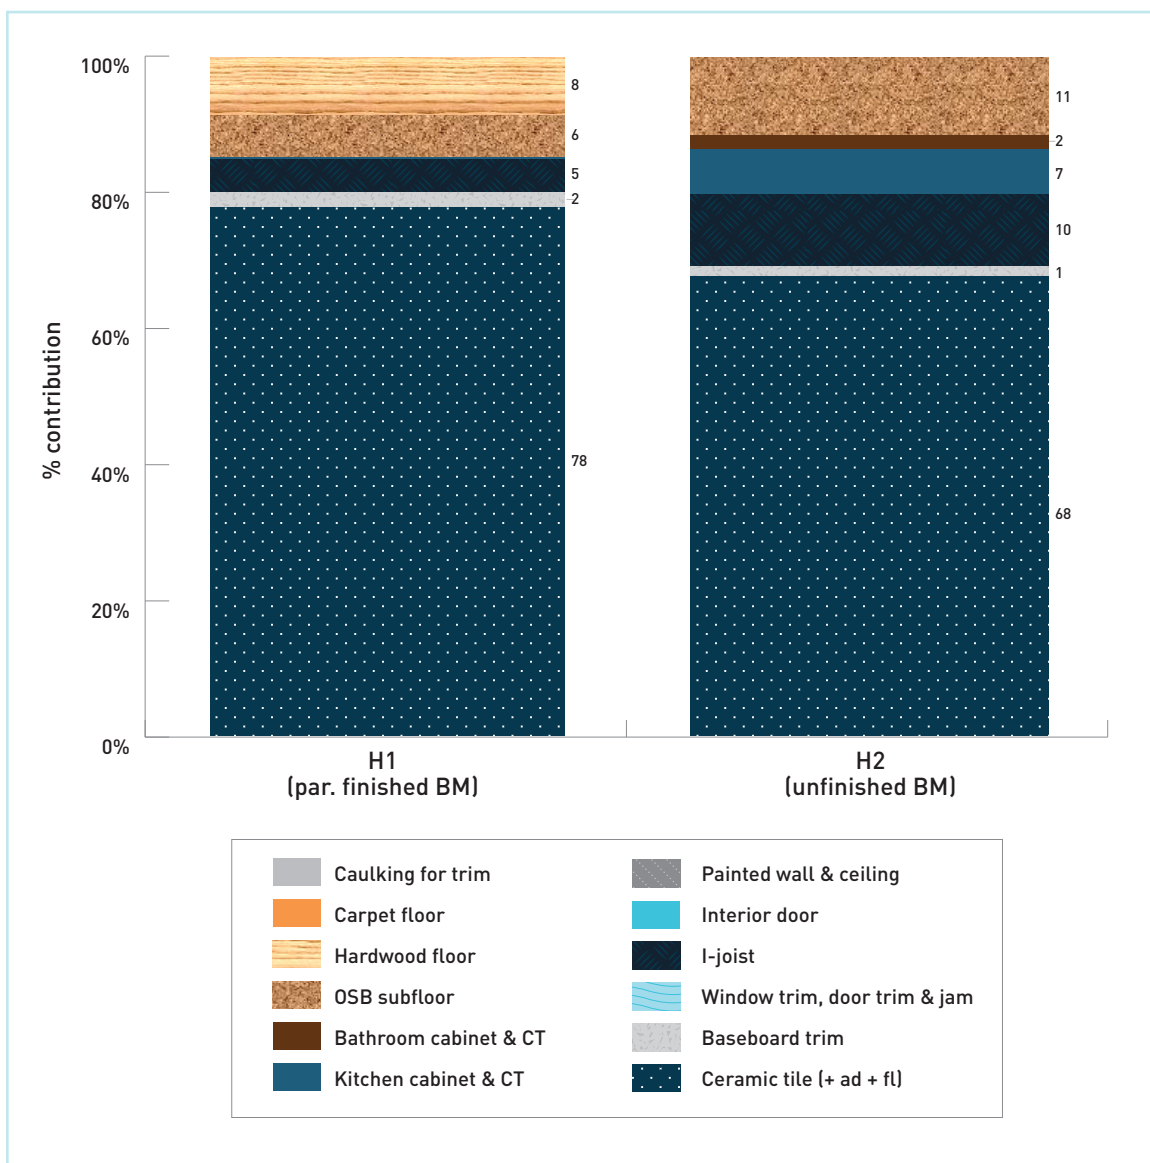 100%
80%
60%
40%
20%
0%
% contribution
8
6
5
2
78
11
2
7
10
1
68
H1
(par. finished BM)
H2
(unfinished BM)
Caulking for trim
Carpet floor
Hardwood floor
OSB subfloor
Bathroom cabinet & CT
Kitchen cabinet & CT
Painted wall & ceiling
Interior door
I-joist
Window trim, door trim & jam
Baseboard trim
Ceramic tile (+ ad + fl)